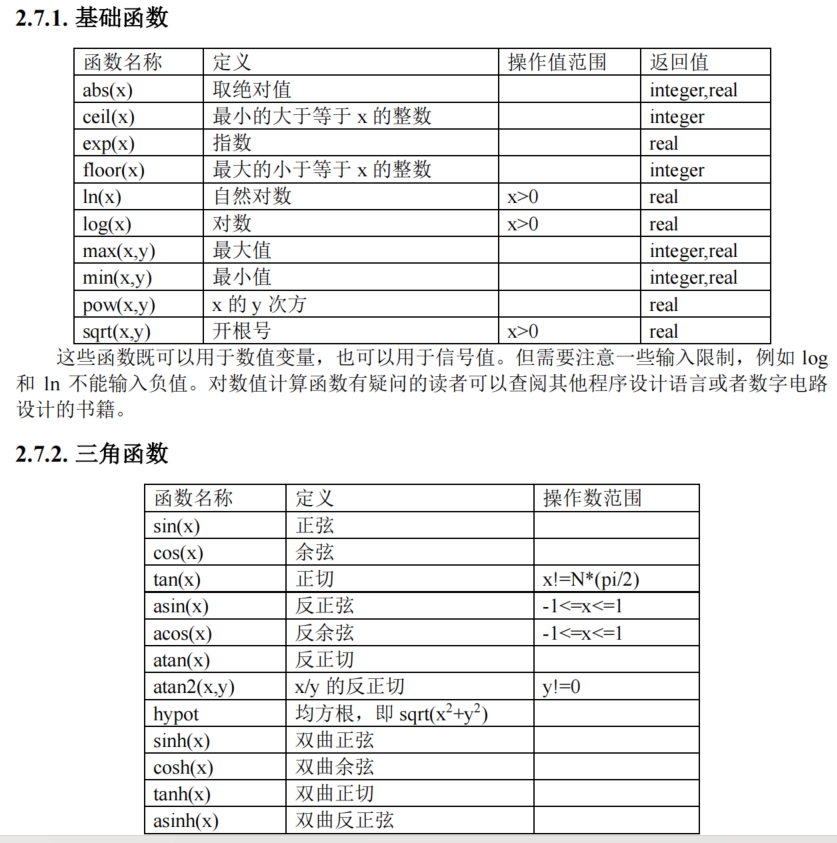 2.7.1. 基础函数
函数名称 定义 操作值范围 返回值
abs(x) 取绝对值 integer,real
ceil(x) 最小的大于等于 x 的整数 integer
exp(x) 指数 real
floor(x) 最大的小于等于 x 的整数 integer
ln(x) 自然对数 x>0 real
log(x) 对数 x>0 real
max(x,y) 最大值 integer,real
min(x,y) 最小值 integer,real
pow(x,y) x 的 y 次方 real
sqrt(x,y) 开根号 x>0 real
这些函数既可以用于数值变量，也可以用于信号值。但需要注意一些输入限制，例如 log
和 ln 不能输入负值。对数值计算函数有疑问的读者可以查阅其他程序设计语言或者数字电路
设计的书籍。
2.7.2. 三角函数
函数名称 定义 操作数范围
sin(x) 正弦
cos(x) 余弦
tan(x) 正切 x!=N*(pi/2)
asin(x) 反正弦 -1<=x<=1
acos(x) 反余弦 -1<=x<=1
atan(x) 反正切
atan2(x,y) x/y 的反正切 y!=0
hypot 均方根，即 sqrt(x²+y²)
sinh(x) 双曲正弦
cosh(x) 双曲余弦
tanh(x) 双曲正切
asinh(x) 双曲反正弦